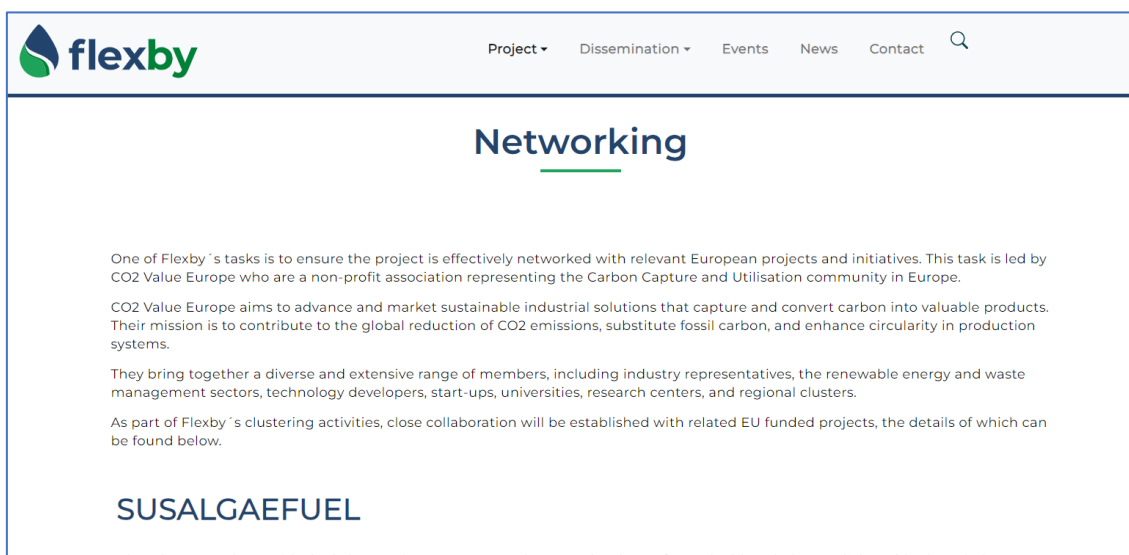 flexby
Project Dissemination Events News Contact
Networking
One of Flexby´s tasks is to ensure the project is effectively networked with relevant European projects and initiatives. This task is led by
CO2 Value Europe who are a non-profit association representing the Carbon Capture and Utilisation community in Europe.
CO2 Value Europe aims to advance and market sustainable industrial solutions that capture and convert carbon into valuable products.
Their mission is to contribute to the global reduction of CO2 emissions, substitute fossil carbon, and enhance circularity in production
systems.
They bring together a diverse and extensive range of members, including industry representatives, the renewable energy and waste
management sectors, technology developers, start-ups, universities, research centers, and regional clusters.
As part of Flexby´s clustering activities, close collaboration will be established with related EU funded projects, the details of which can
be found below.
SUSALGAEFUEL